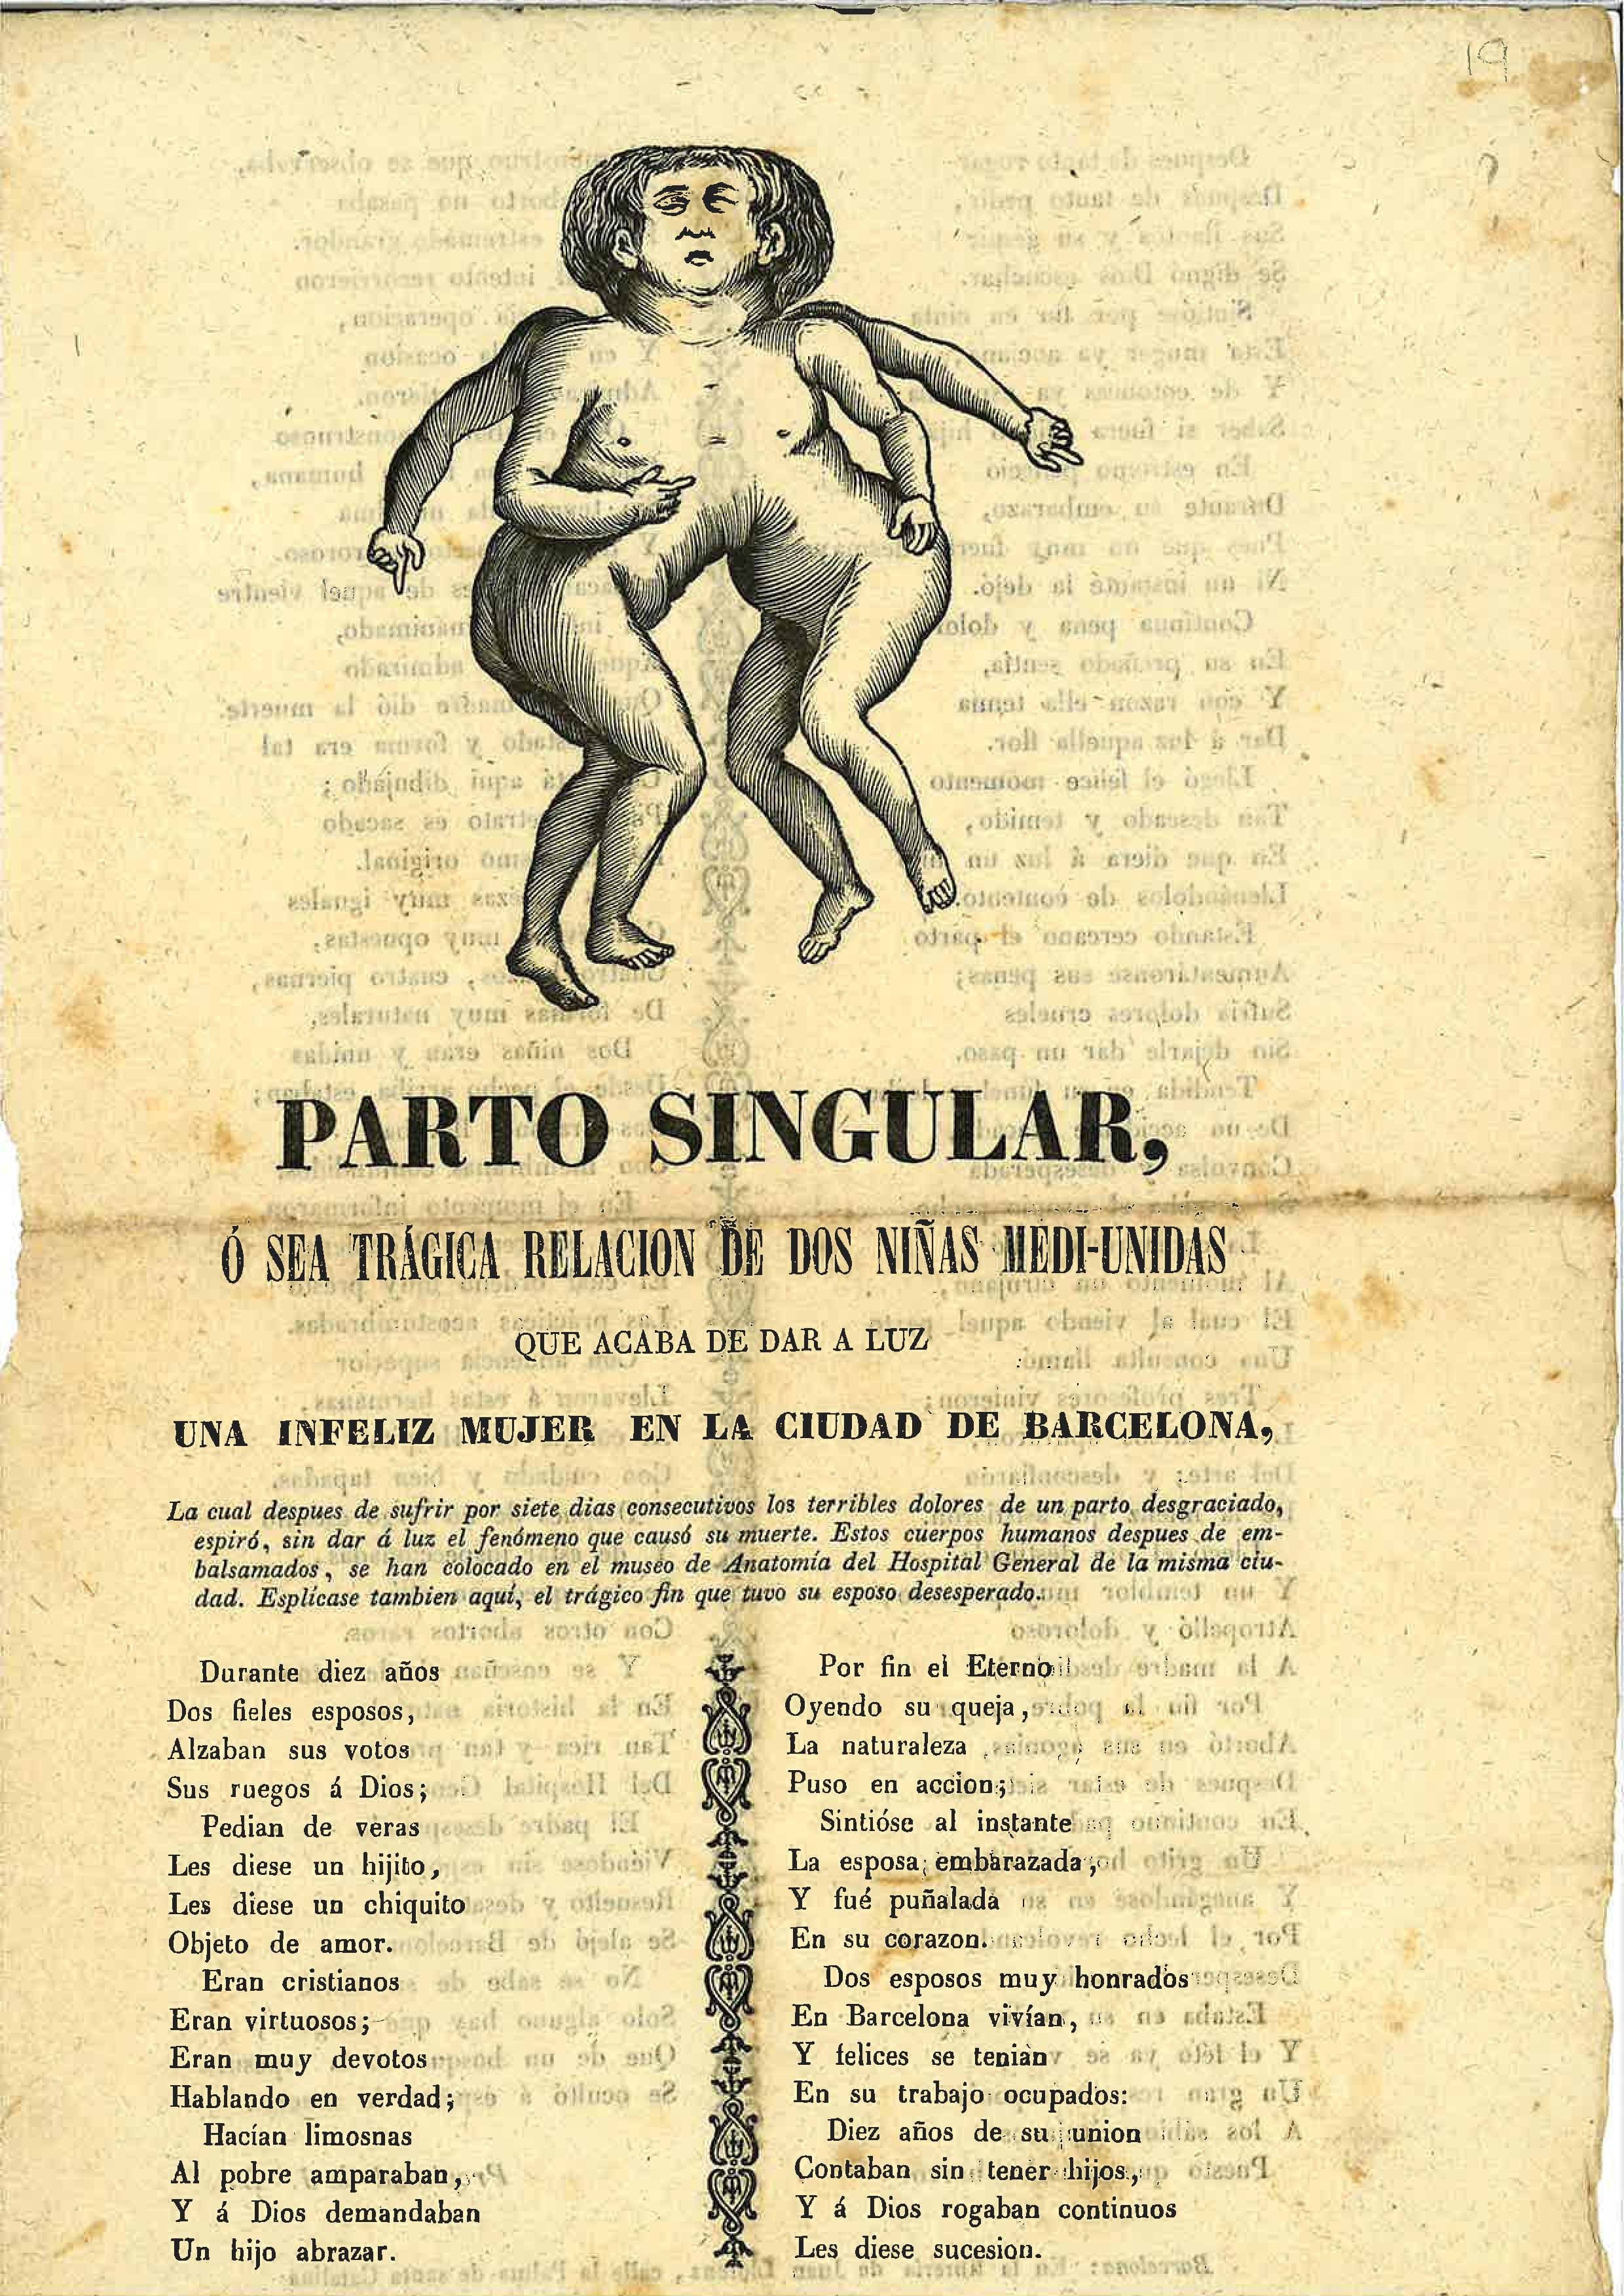 19
PARTO SINGULAR,
Ó SEA TRÁGICA RELACION DE DOS NIÑAS MEDI-UNIDAS
QUE ACABA DE DAR A LUZ
UNA INFELIZ MUJER EN LA CIUDAD DE BARCELONA,
La cual despues de sufrir por siete dias consecutivos los terribles dolores de un parto desgraciado,
espiró, sin dar á luz el fenómeno que causó su muerte. Estos cuerpos humanos despues de em-
balsamados, se han colocado en el museo de Anatomía del Hospital General de la misma ciu-
dad. Esplícase tambien aquí, el trágico fin que tuvo su esposo desesperado.
Durante diez años
Dos fieles esposos,
Alzaban sus votos
Sus ruegos á Dios;
Pedian de veras
Les diese un hijito,
Les diese un chiquito
Objeto de amor.
Eran cristianos
Eran virtuosos;
Eran muy devotos
Hablando en verdad;
Hacían limosnas
Al pobre amparaban,
Y á Dios demandaban
Un hijo abrazar.
Por fin el Eterno
Oyendo su queja,
La naturaleza
Puso en accion;
Sintióse al instante
La esposa embarazada,
Y fué puñalada
En su corazon.
Dos esposos muy honrados
En Barcelona vivían,
Y felices se tenian
En su trabajo ocupados:
Diez años de su union
Contaban sin tener hijos,
Y á Dios rogaban continuos
Les diese sucesion.